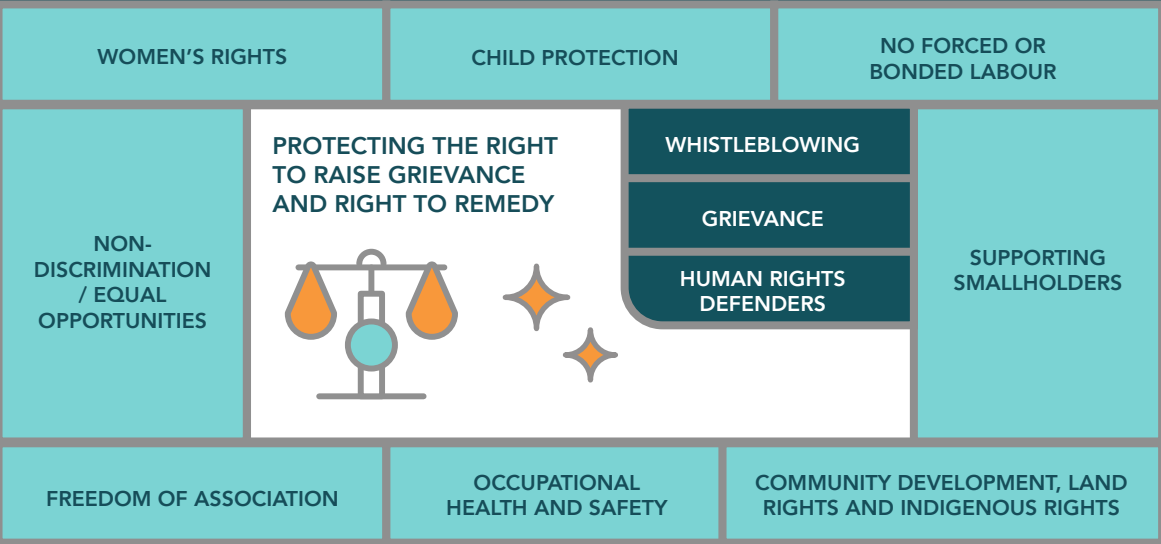 WOMEN'S RIGHTS
CHILD PROTECTION
NO FORCED OR
BONDED LABOUR
NON-
DISCRIMINATION
/ EQUAL
OPPORTUNITIES
PROTECTING THE RIGHT
TO RAISE GRIEVANCE
AND RIGHT TO REMEDY
WHISTLEBLOWING
GRIEVANCE
HUMAN RIGHTS
DEFENDERS
SUPPORTING
SMALLHOLDERS
FREEDOM OF ASSOCIATION
OCCUPATIONAL
HEALTH AND SAFETY
COMMUNITY DEVELOPMENT, LAND
RIGHTS AND INDIGENOUS RIGHTS